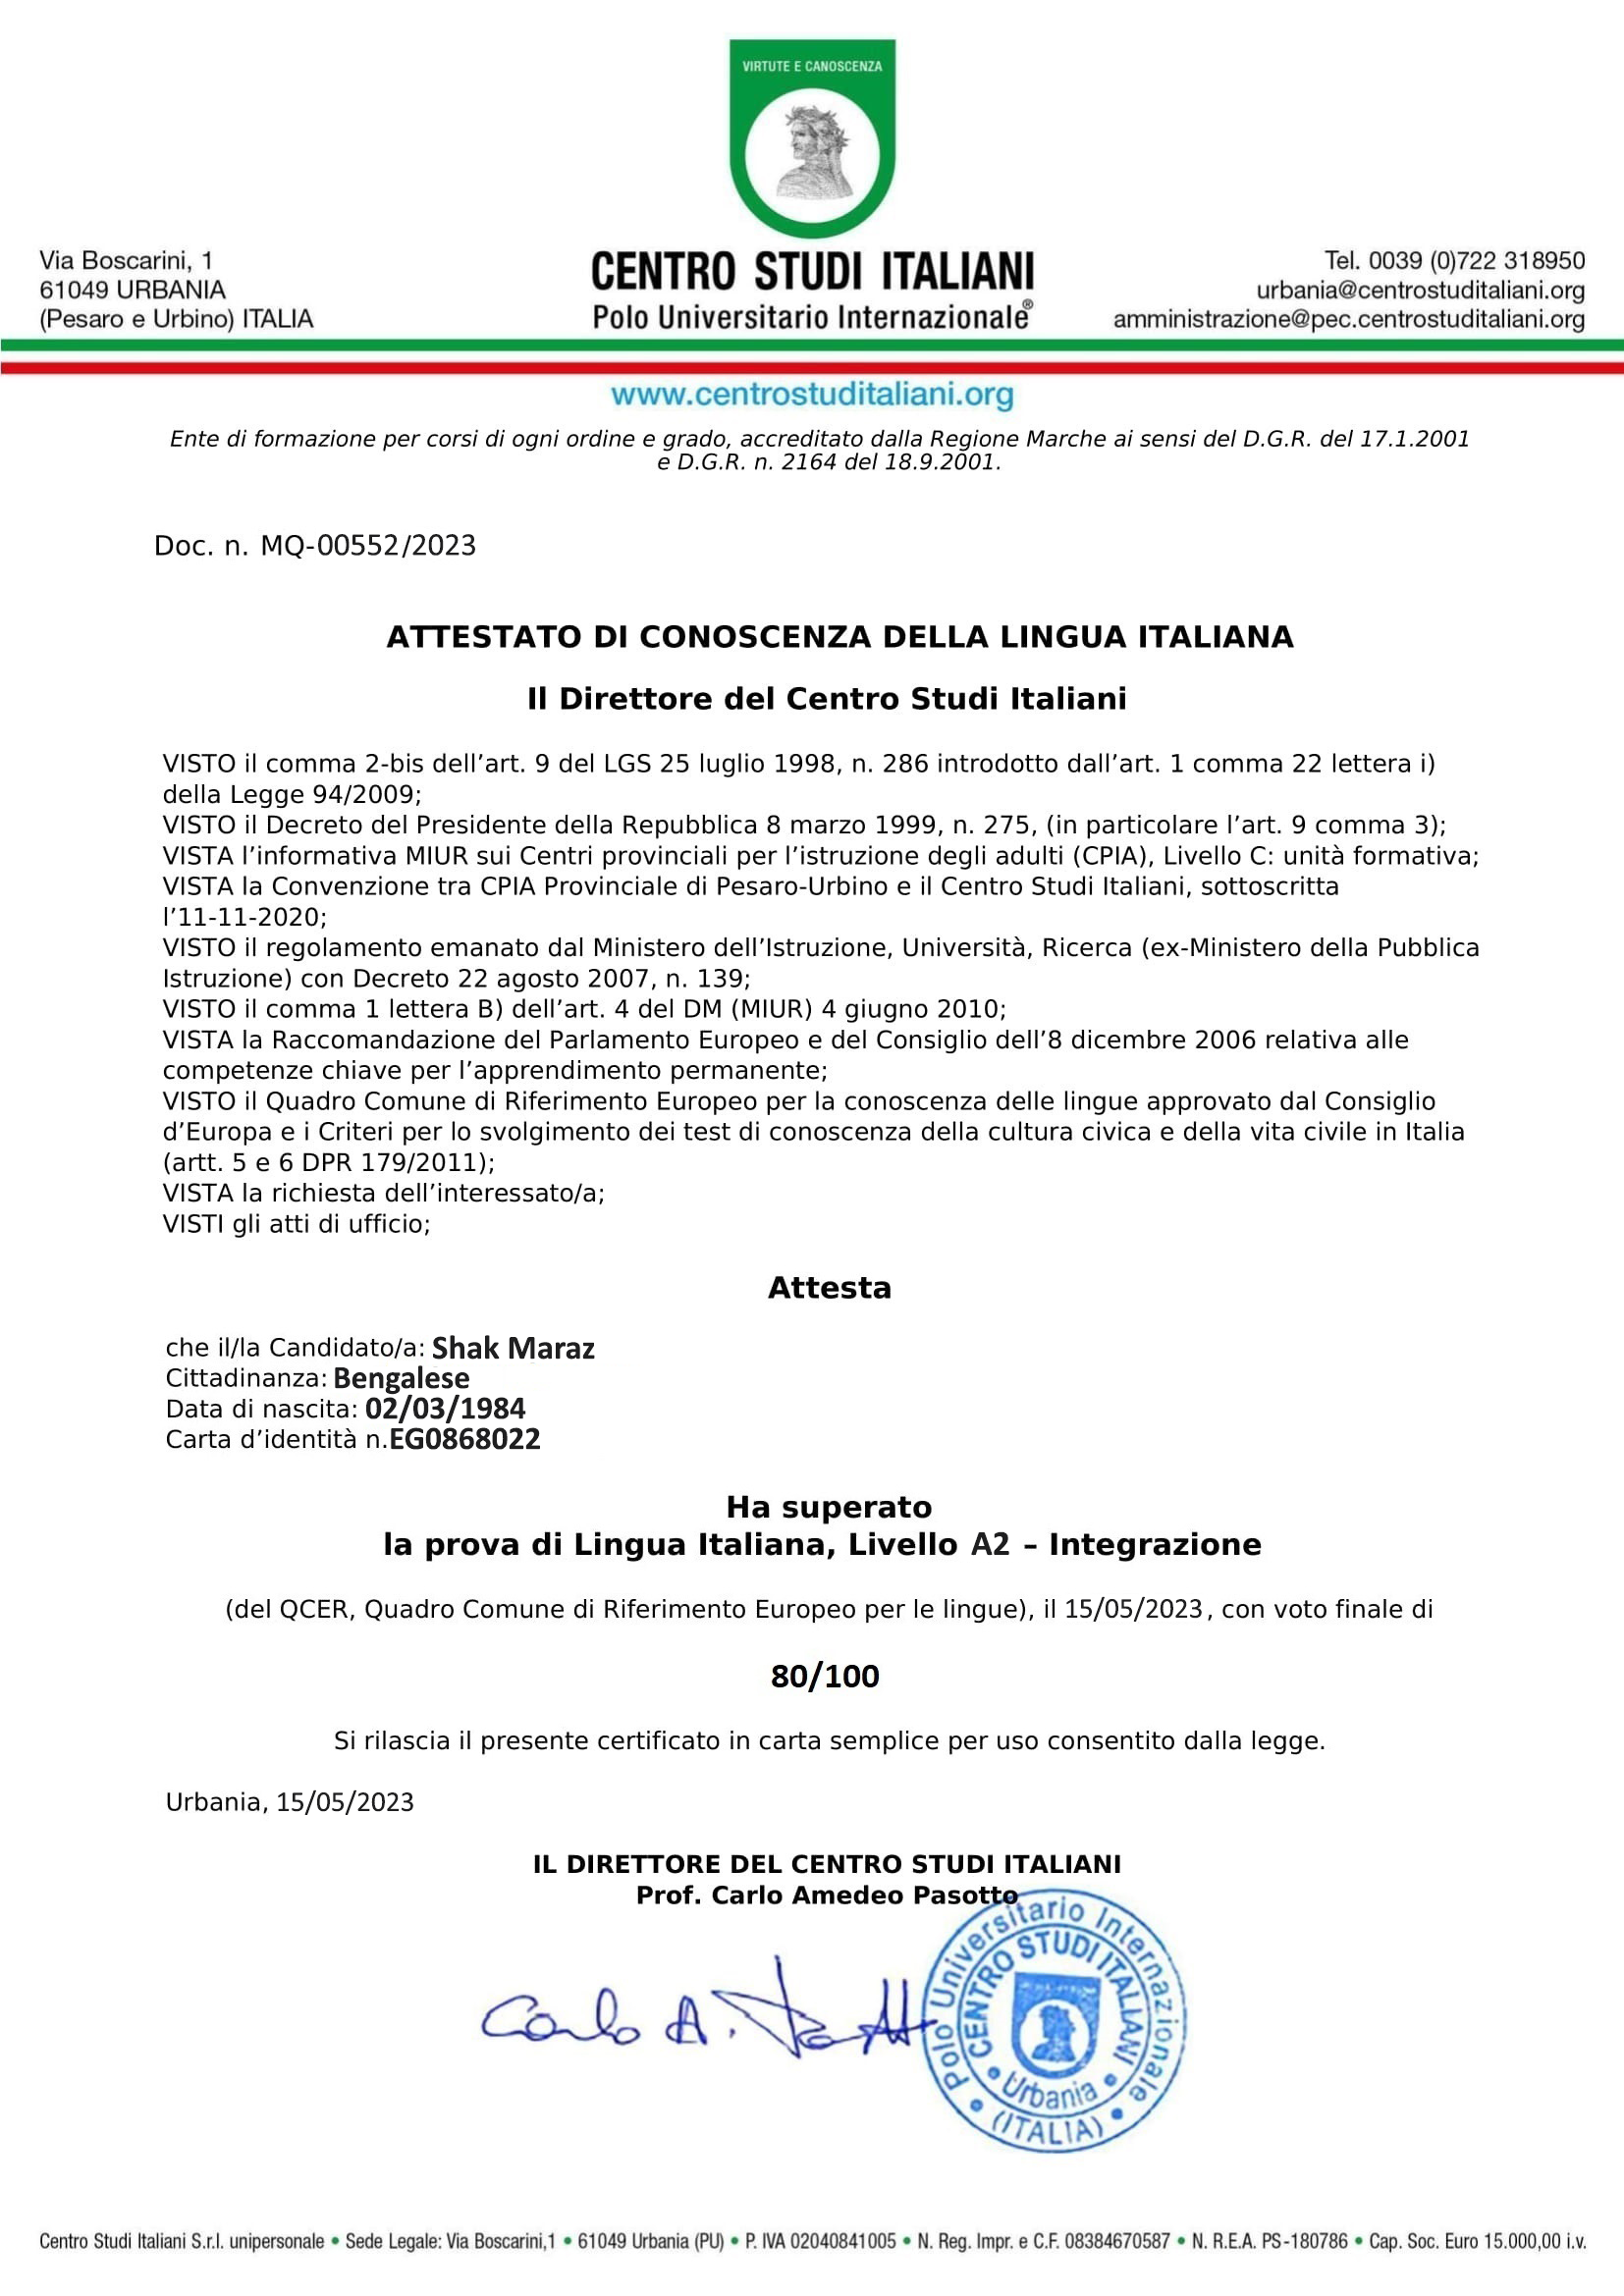 VIRTUTE E CANOSCENZA
Via Boscarini, 1
61049 URBANIA
(Pesaro e Urbino) ITALIA
CENTRO STUDI ITALIANI
Polo Universitario Internazionale®
Tel. 0039 (0)722 318950
urbania@centrostuditaliani.org
amministrazione@pec.centrostuditaliani.org
www.centrostuditaliani.org
Ente di formazione per corsi di ogni ordine e grado, accreditato dalla Regione Marche ai sensi del D.G.R. del 17.1.2001
e D.G.R. n. 2164 del 18.9.2001.
Doc. n. MQ-00552/2023
ATTESTATO DI CONOSCENZA DELLA LINGUA ITALIANA
Il Direttore del Centro Studi Italiani
VISTO il comma 2-bis dell’art. 9 del LGS 25 luglio 1998, n. 286 introdotto dall’art. 1 comma 22 lettera i)
della Legge 94/2009;
VISTO il Decreto del Presidente della Repubblica 8 marzo 1999, n. 275, (in particolare l’art. 9 comma 3);
VISTA l’informativa MIUR sui Centri provinciali per l’istruzione degli adulti (CPIA), Livello C: unità formativa;
VISTA la Convenzione tra CPIA Provinciale di Pesaro-Urbino e il Centro Studi Italiani, sottoscritta
l’11-11-2020;
VISTO il regolamento emanato dal Ministero dell’Istruzione, Università, Ricerca (ex-Ministero della Pubblica
Istruzione) con Decreto 22 agosto 2007, n. 139;
VISTO il comma 1 lettera B) dell’art. 4 del DM (MIUR) 4 giugno 2010;
VISTA la Raccomandazione del Parlamento Europeo e del Consiglio dell’8 dicembre 2006 relativa alle
competenze chiave per l’apprendimento permanente;
VISTO il Quadro Comune di Riferimento Europeo per la conoscenza delle lingue approvato dal Consiglio
d’Europa e i Criteri per lo svolgimento dei test di conoscenza della cultura civica e della vita civile in Italia
(artt. 5 e 6 DPR 179/2011);
VISTA la richiesta dell’interessato/a;
VISTI gli atti di ufficio;
Attesta
che il/la Candidato/a: Shak Maraz
Cittadinanza: Bengalese
Data di nascita: 02/03/1984
Carta d’identità n.EG0868022
Ha superato
la prova di Lingua Italiana, Livello A2 – Integrazione
(del QCER, Quadro Comune di Riferimento Europeo per le lingue), il 15/05/2023, con voto finale di
80/100
Si rilascia il presente certificato in carta semplice per uso consentito dalla legge.
Urbania, 15/05/2023
IL DIRETTORE DEL CENTRO STUDI ITALIANI
Prof. Carlo Amedeo Pasotto
Carlo A. Pasotto
Polo Universitario Internazionale • (ITALIA) •
CENTRO STUDI ITALIANI • Urbania •
Centro Studi Italiani S.r.l. unipersonale • Sede Legale: Via Boscarini,1 • 61049 Urbania (PU) • P. IVA 02040841005 • N. Reg. Impr. e C.F. 08384670587 • N. R.E.A. PS-180786 • Cap. Soc. Euro 15.000,00 i.v.